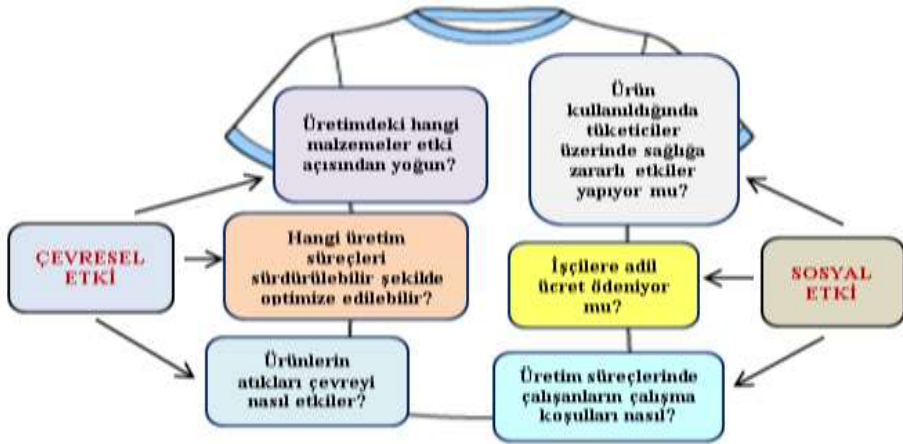 ÇEVRESEL
ETKİ
Üretimdeki hangi
malzemeler etki
açısından yoğun?
Hangi üretim
süreçleri
sürdürülebilir şekilde
optimize edilebilir?
Ürünlerin
atıkları çevreyi
nasıl etkiler?
Ürün
kullanıldığında
tüketiciler
üzerinde sağlığa
zararlı etkiler
yapıyor mu?
İşçilere adil
ücret ödeniyor
mu?
Üretim süreçlerinde
çalışanların çalışma
koşulları nasıl?
SOSYAL
ETKİ